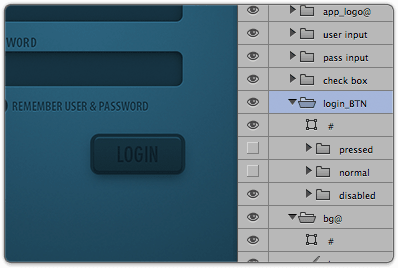 WORD
REMEMBER USER & PASSWORD
LOGIN
app_logo@
user input
pass input
check box
login_BTN
#
pressed
normal
disabled
bg@
#